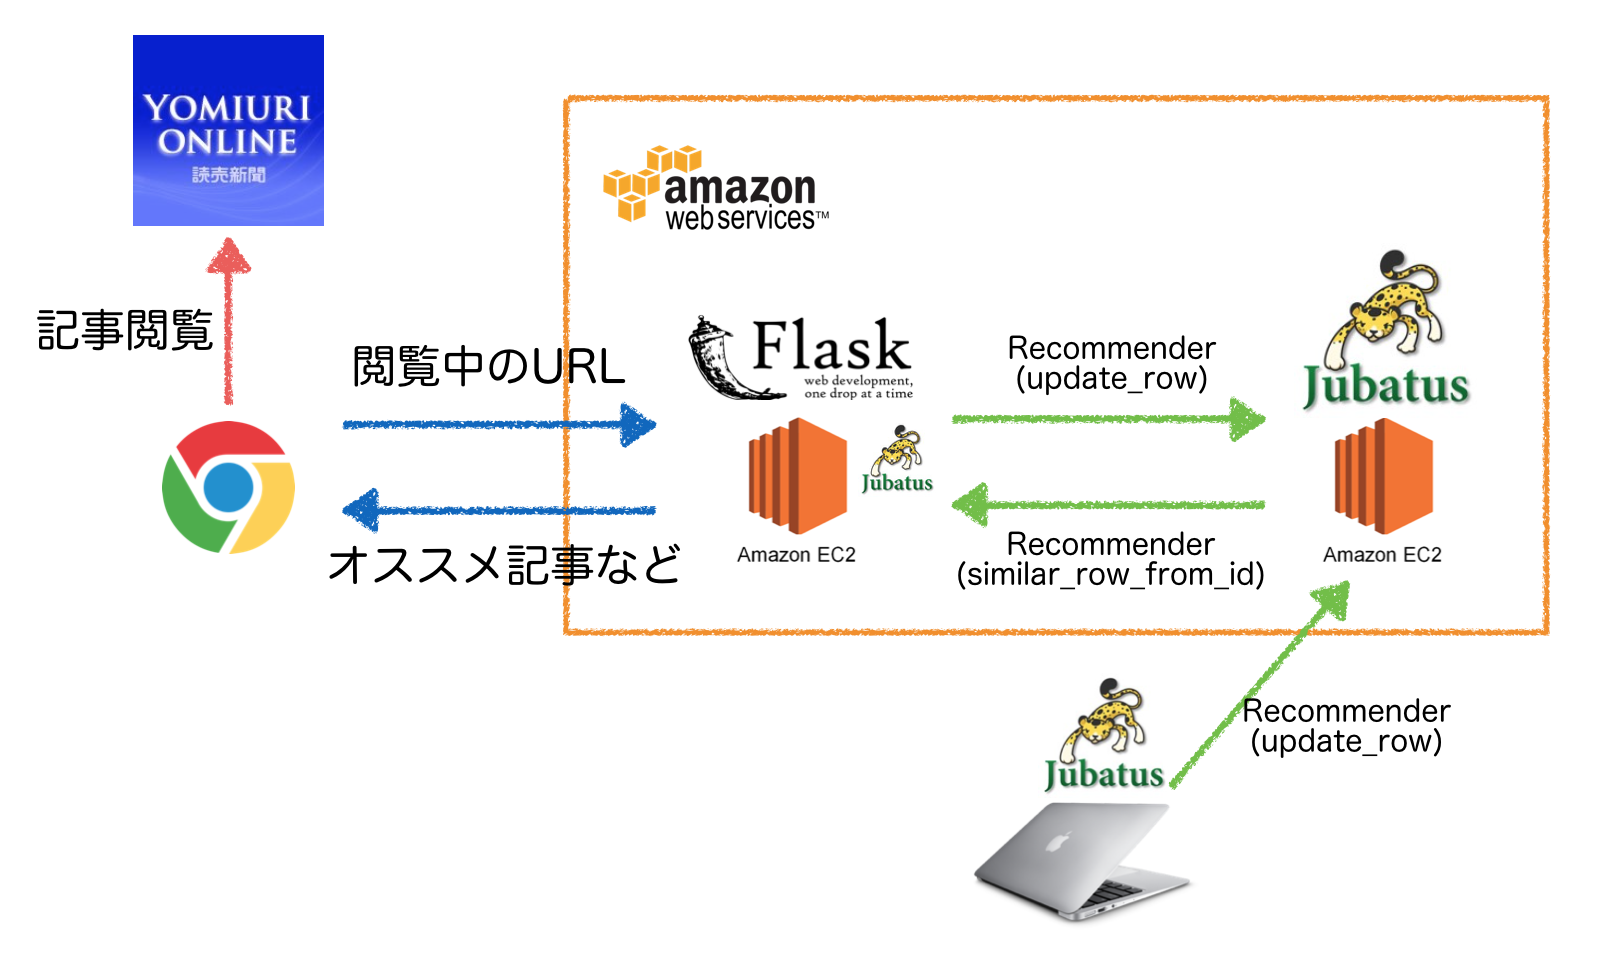 YOMIURI
ONLINE
読売新聞
記事閲覧
閲覧中のURL
オススメ記事など
amazon
web services™
Flask
web development,
one drop at a time
Jubatus
Amazon EC2
Recommender
(update_row)
Recommender
(similar_row_from_id)
Jubatus
Amazon EC2
Recommender
(update_row)
Jubatus